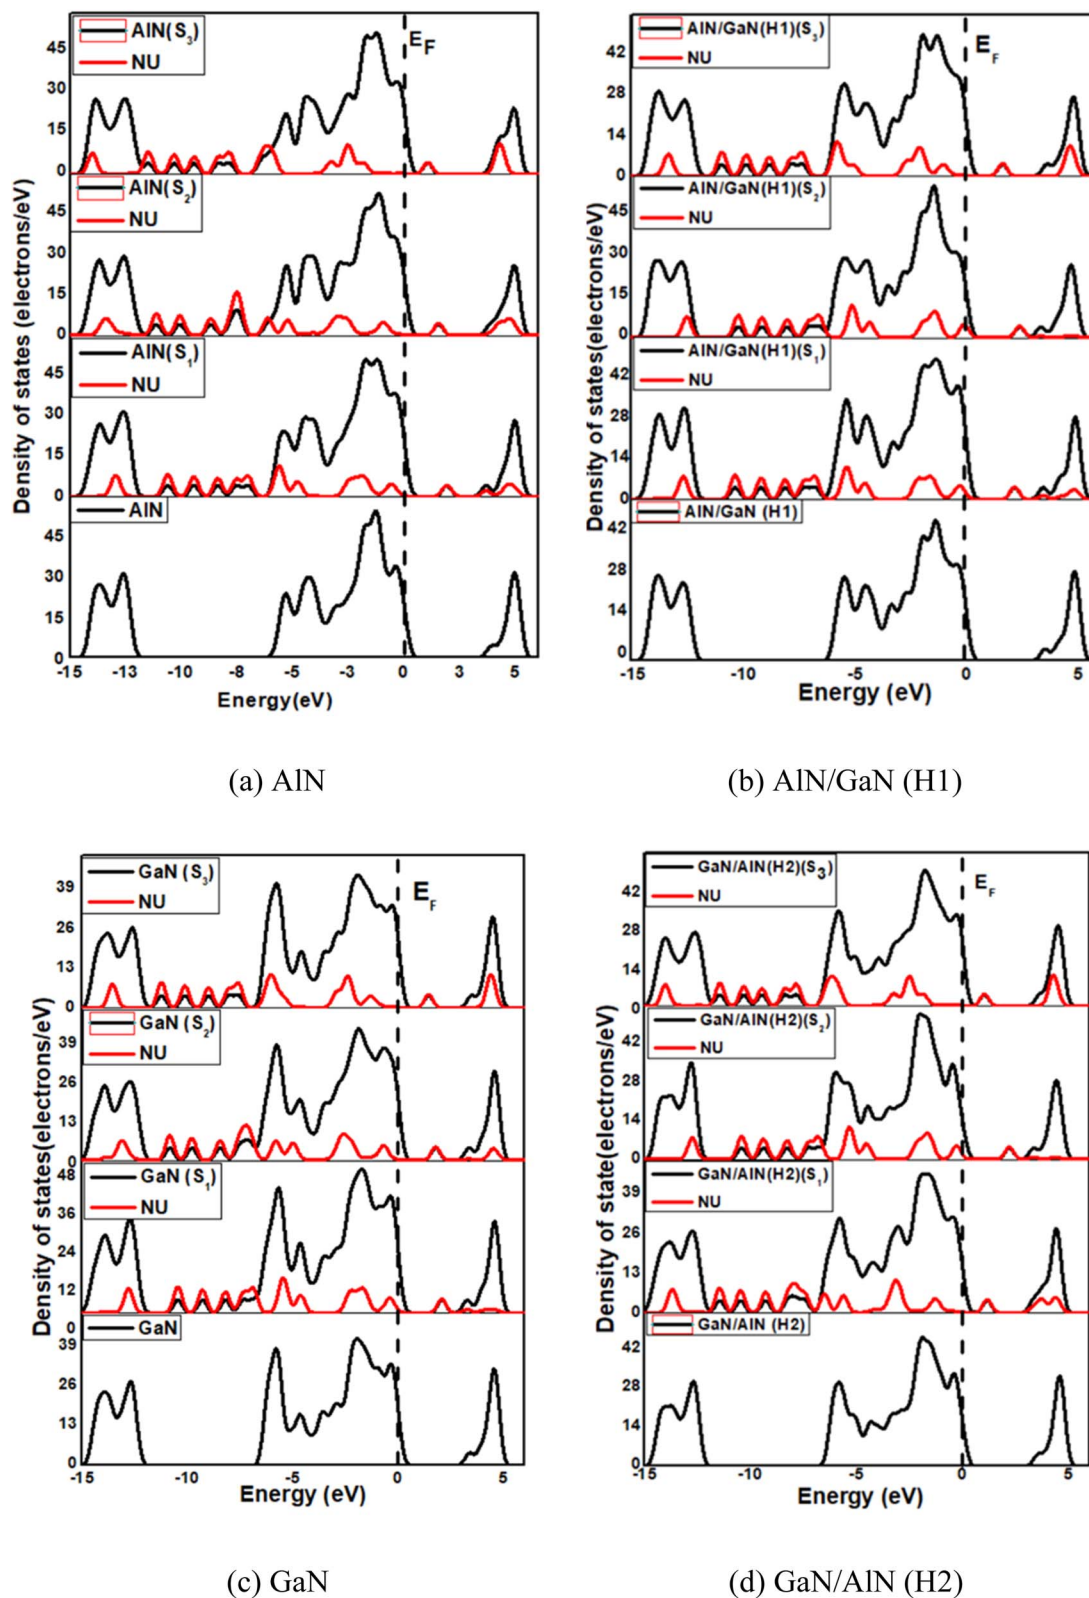 Density of states (electrons/eV)
AlN(S3)
NU
EF
45
30
15
0
AlN(S2)
NU
45
30
15
0
AlN(S1)
NU
45
30
15
0
AlN
45
30
15
0
-15 -13 -10 -8 -5 -3 0 3 5
Energy(eV)
(a) AlN
Density of states(electrons/eV)
AlN/GaN(H1)(S3)
NU
EF
42
28
14
0
AlN/GaN(H1)(S2)
NU
45
30
15
0
AlN/GaN(H1)(S1)
NU
42
28
14
0
AlN/GaN (H1)
42
28
14
0
-15 -10 -5 0 5
Energy (eV)
(b) AlN/GaN (H1)
Density of states(electrons/eV)
GaN (S3)
NU
EF
39
26
13
0
GaN (S2)
NU
39
26
13
0
GaN (S1)
NU
48
36
24
12
0
GaN
39
26
13
0
-15 -10 -5 0 5
Energy (eV)
(c) GaN
Density of state(electrons/eV)
GaN/AlN(H2)(S3)
NU
EF
42
28
14
0
GaN/AlN(H2)(S2)
NU
42
28
14
0
GaN/AlN(H2)(S1)
NU
39
26
13
0
GaN/AlN (H2)
42
28
14
0
-15 -10 -5 0 5
Energy (eV)
(d) GaN/AlN (H2)